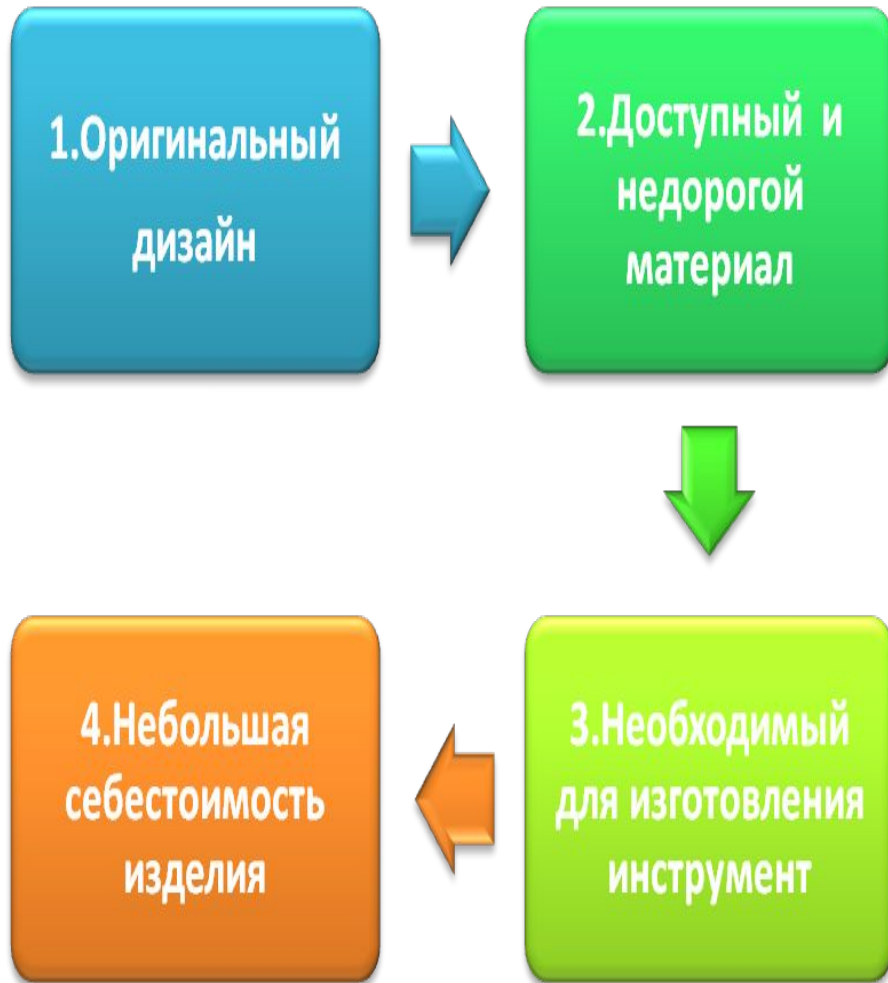 1.Оригинальный
дизайн
2.Доступный и
недорогой
материал
3.Необходимый
для изготовления
инструмент
4.Небольшая
себестоимость
изделия